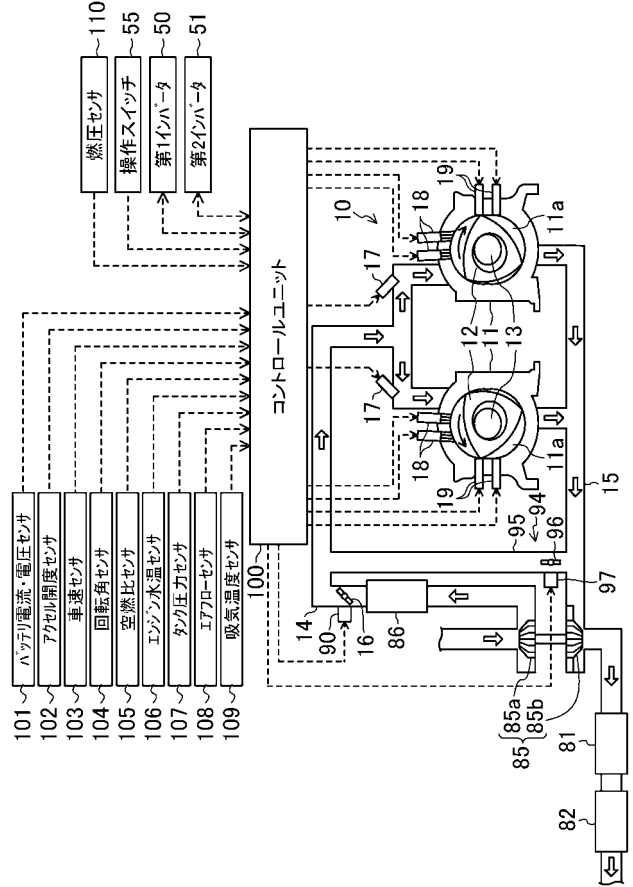 101 バッテリ電流・電圧センサ
102 アクセル開度センサ
103 車速センサ
104 回転角センサ
105 空燃比センサ
106 エンジン水温センサ
107 タンク圧力センサ
108 エアフローセンサ
109 吸気温度センサ
燃圧センサ 110
操作スイッチ 55
第1インバータ 50
第2インバータ 51
コントロールユニット
100
10
17
17
18
18
19
19
11a
11a
12
11
13
14
90
16
86
95
94
96
97
15
85
85a
85b
81
82